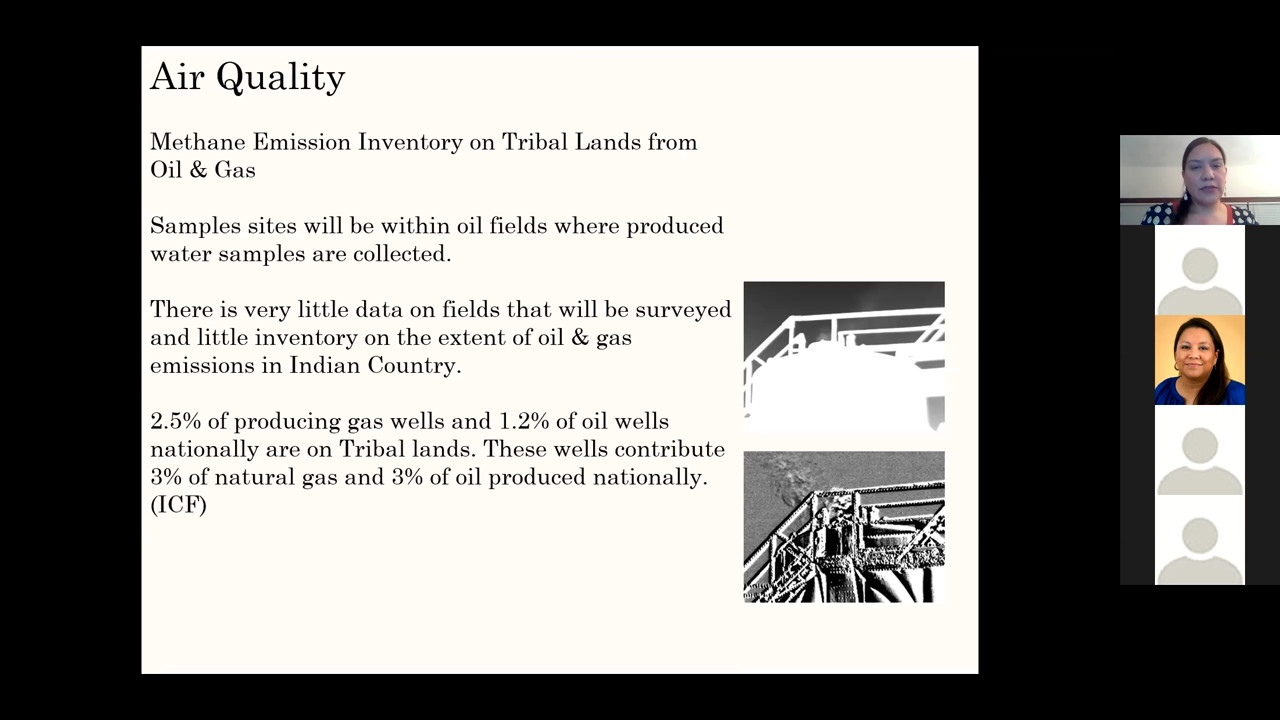 Air Quality
Methane Emission Inventory on Tribal Lands from
Oil & Gas
Samples sites will be within oil fields where produced
water samples are collected.
There is very little data on fields that will be surveyed
and little inventory on the extent of oil & gas
emissions in Indian Country.
2.5% of producing gas wells and 1.2% of oil wells
nationally are on Tribal lands. These wells contribute
3% of natural gas and 3% of oil produced nationally.
(ICF)